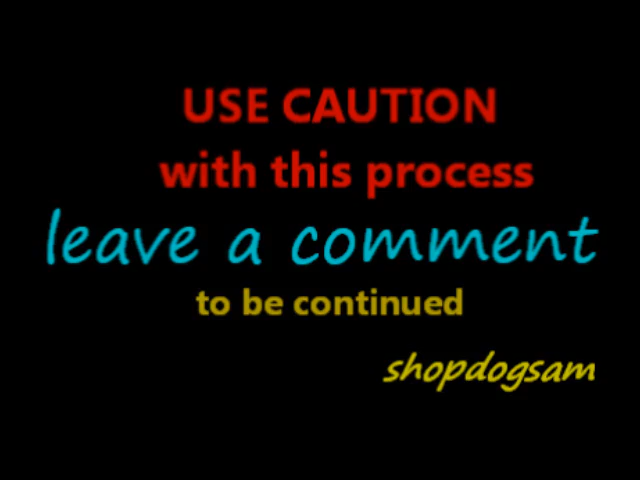 USE CAUTION
with this process
leave a comment
to be continued
shopdogsam